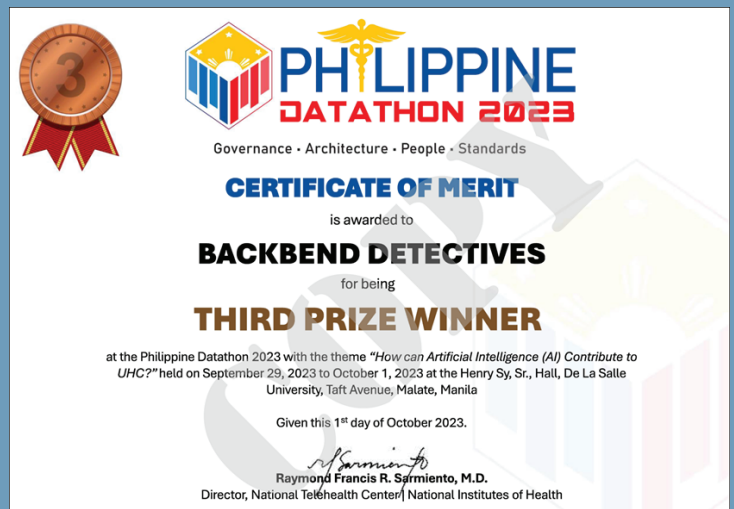 3
PHILIPPINE
DATATHON 2023
Governance • Architecture • People • Standards
CERTIFICATE OF MERIT
is awarded to
BACKBEND DETECTIVES
for being
THIRD PRIZE WINNER
at the Philippine Datathon 2023 with the theme "How can Artificial Intelligence (AI) Contribute to
UHC?" held on September 29, 2023 to October 1, 2023 at the Henry Sy, Sr., Hall, De La Salle
University, Taft Avenue, Malate, Manila
Given this 1st day of October 2023.
Raymond Francis R. Sarmiento, M.D.
Director, National Telehealth Center | National Institutes of Health
COPY